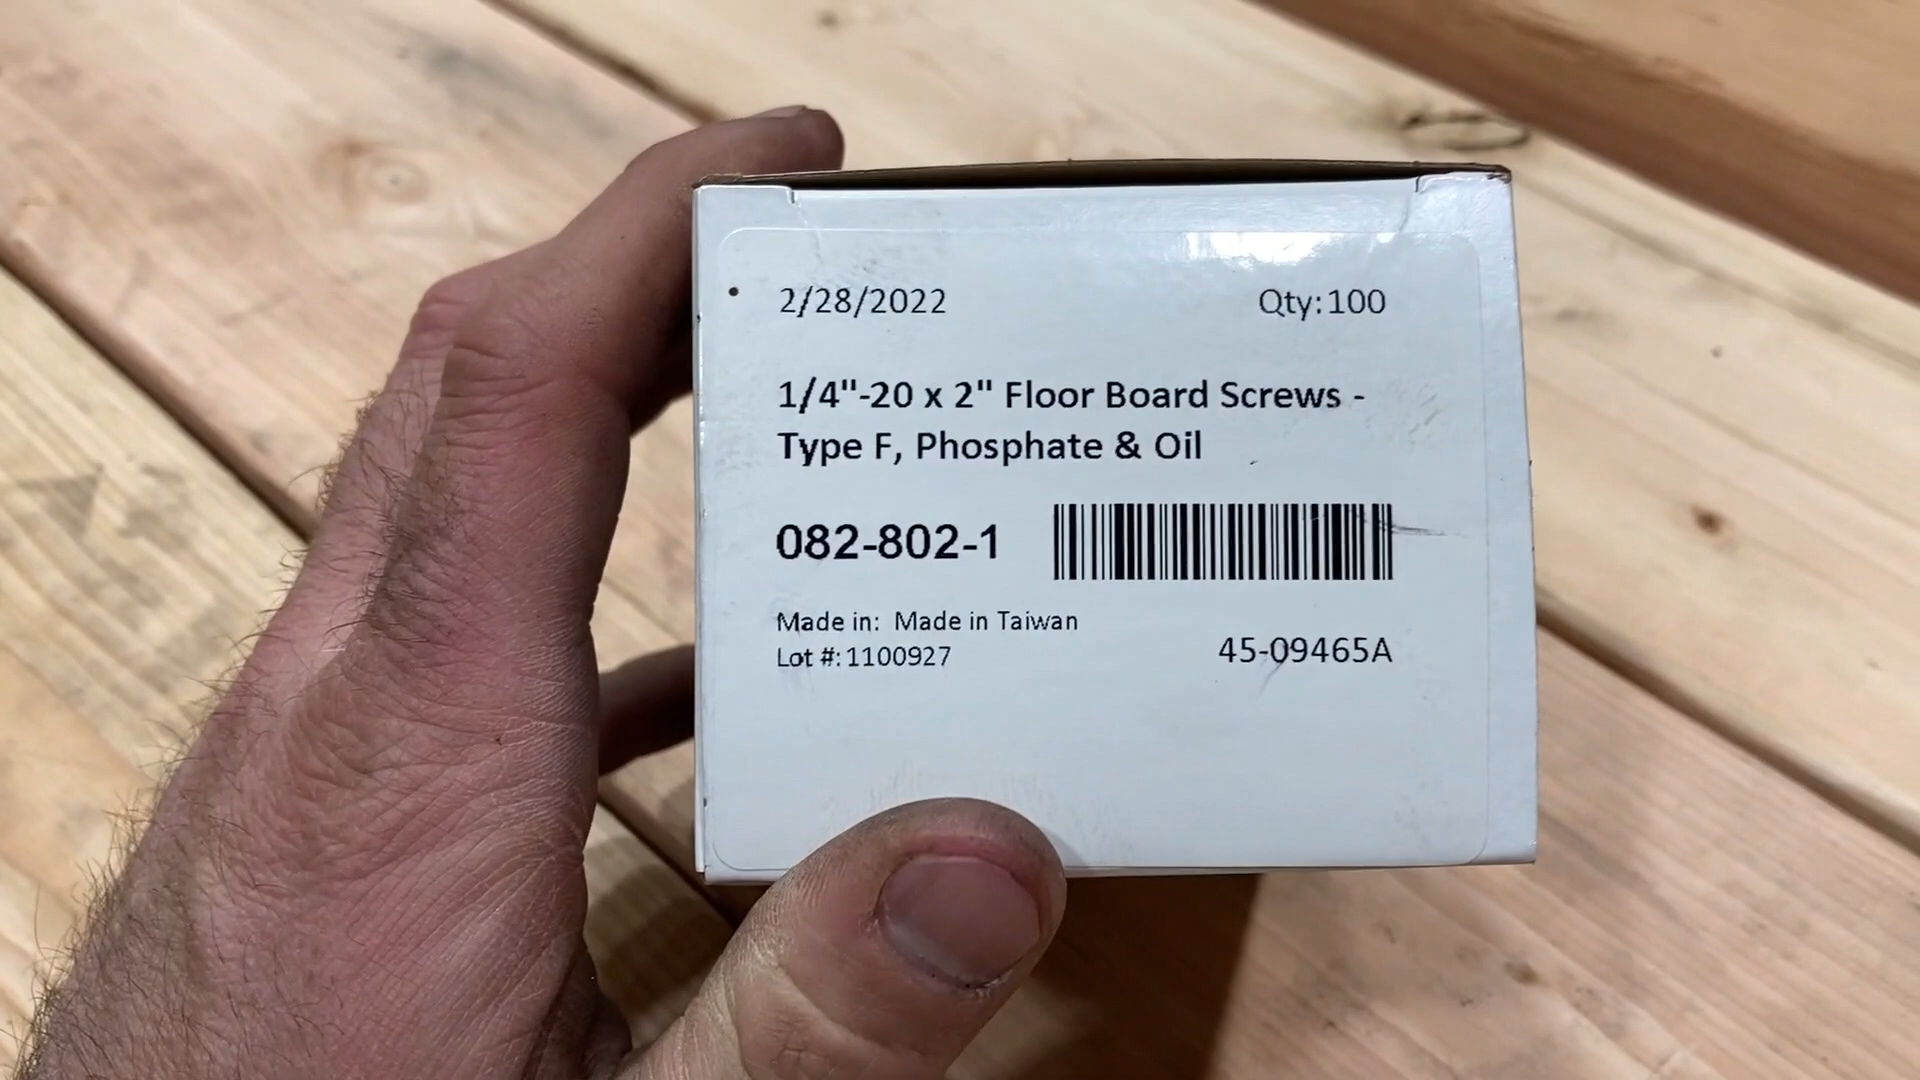 2/28/2022 Qty: 100
1/4"-20 x 2" Floor Board Screws -
Type F, Phosphate & Oil
082-802-1
Made in: Made in Taiwan
Lot #: 1100927
45-09465A